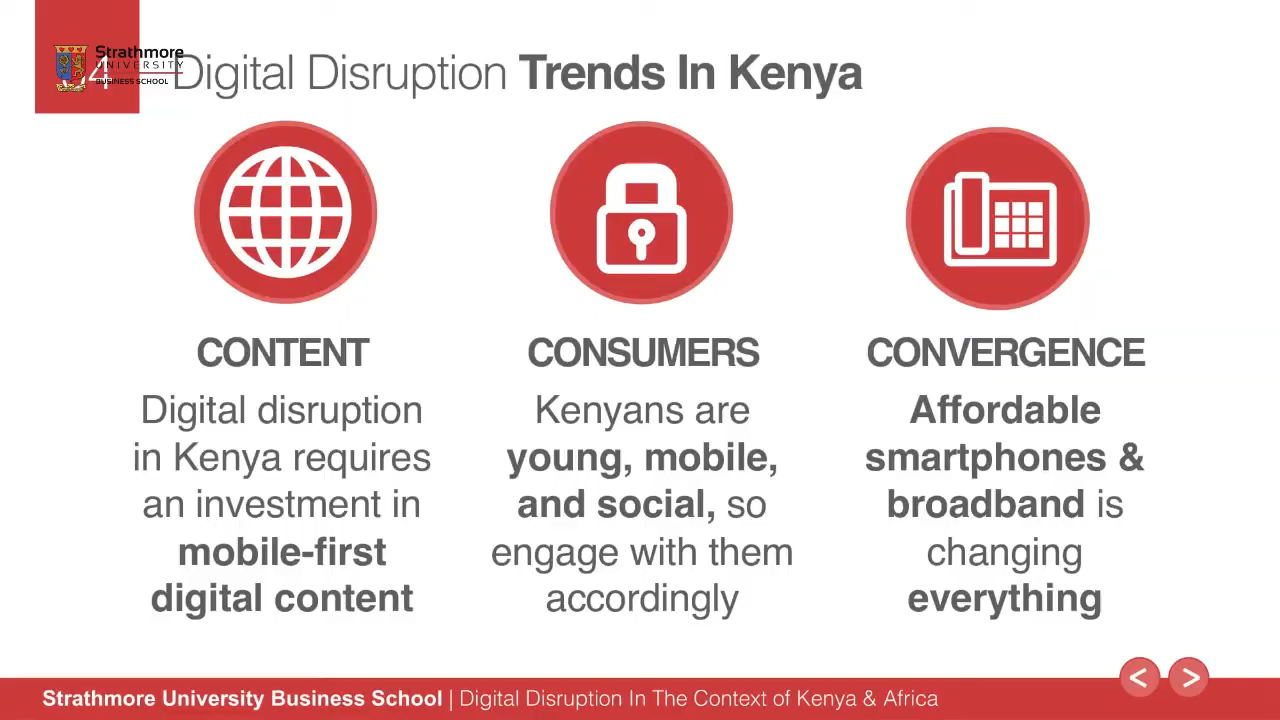 Strathmore
UNIVERSITY
BUSINESS SCHOOL
Digital Disruption Trends In Kenya
CONTENT
Digital disruption
in Kenya requires
an investment in
mobile-first
digital content
CONSUMERS
Kenyans are
young, mobile,
and social, so
engage with them
accordingly
CONVERGENCE
Affordable
smartphones &
broadband is
changing
everything
Strathmore University Business School | Digital Disruption In The Context of Kenya & Africa